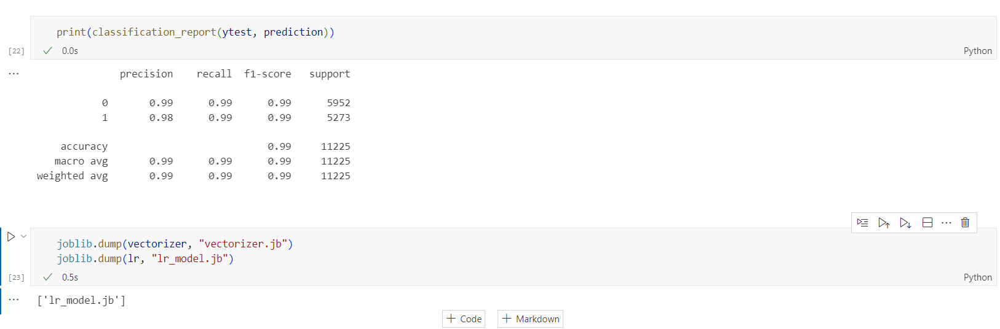 print(classification_report(ytest, prediction))
[22] 0.0s Python
... precision recall f1-score support
0 0.99 0.99 0.99 5952
1 0.98 0.99 0.99 5273
accuracy 0.99 11225
macro avg 0.99 0.99 0.99 11225
weighted avg 0.99 0.99 0.99 11225
joblib.dump(vectorizer, "vectorizer.jb")
joblib.dump(lr, "lr_model.jb")
[23] 0.5s Python
... ['lr_model.jb']
+ Code + Markdown